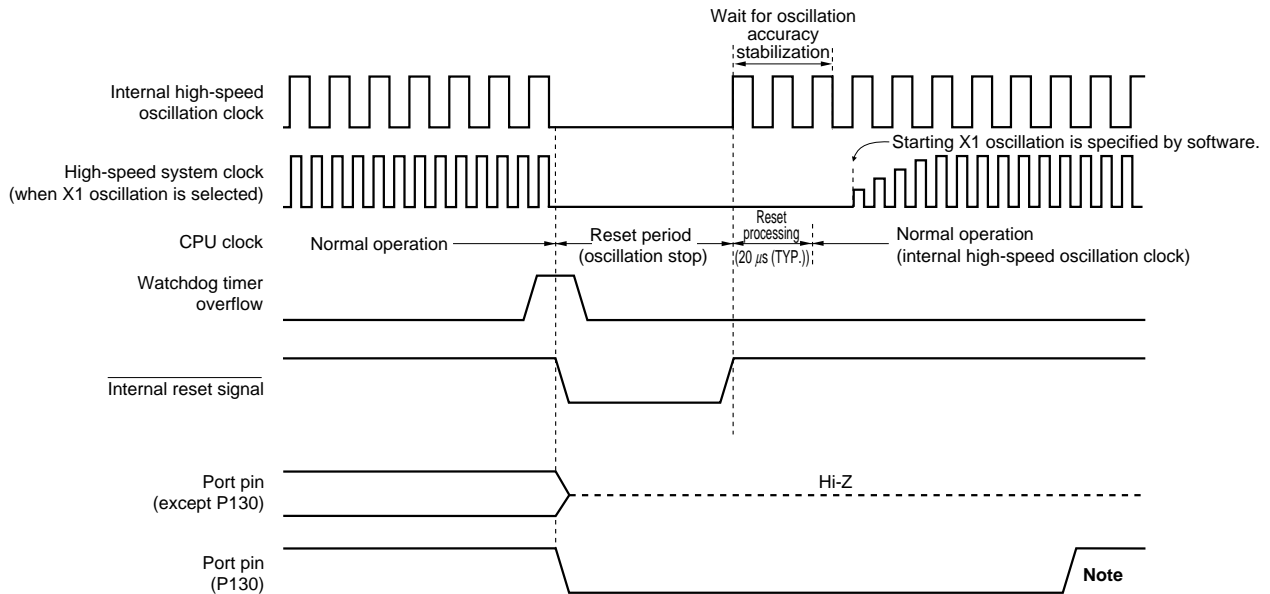 Wait for oscillation
accuracy
stabilization
Internal high-speed
oscillation clock
Starting X1 oscillation is specified by software.
High-speed system clock
(when X1 oscillation is selected)
CPU clock
Normal operation
Reset period
(oscillation stop)
Reset
processing
(20 μs (TYP.))
Normal operation
(internal high-speed oscillation clock)
Watchdog timer
overflow
Internal reset signal
Port pin
(except P130)
Hi-Z
Port pin
(P130)
Note